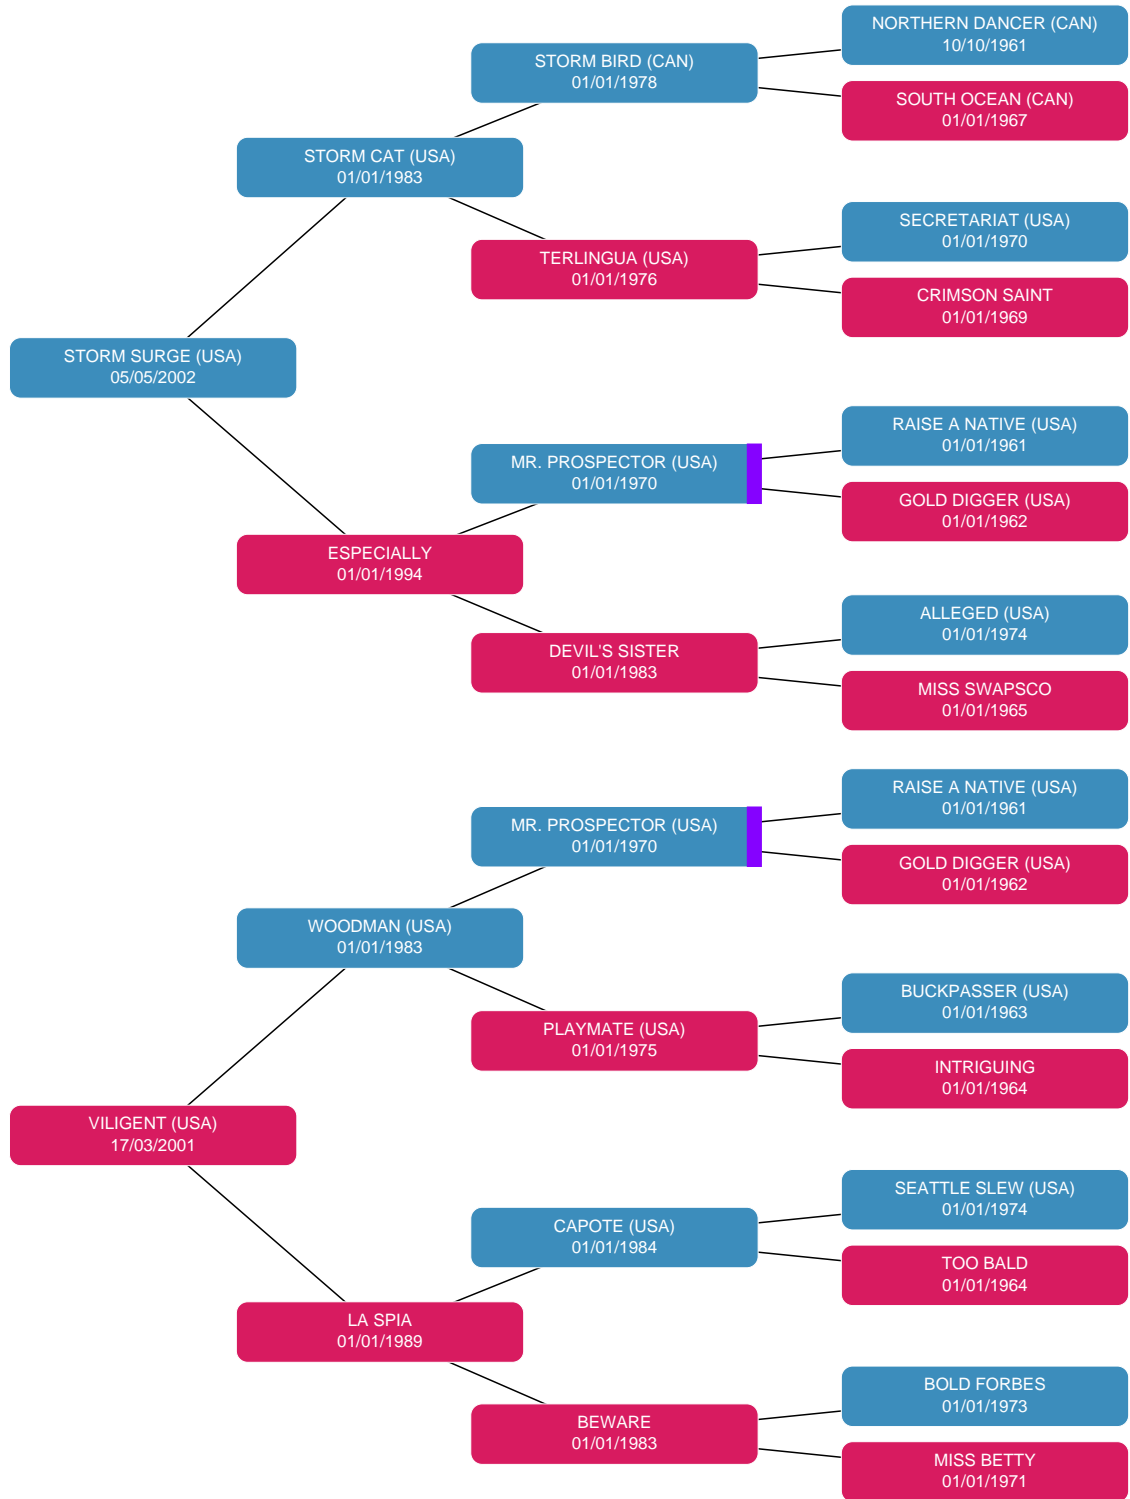 NORTHERN DANCER (CAN)
10/10/1961
STORM BIRD (CAN)
01/01/1978
SOUTH OCEAN (CAN)
01/01/1967
STORM CAT (USA)
01/01/1983
SECRETARIAT (USA)
01/01/1970
TERLINGUA (USA)
01/01/1976
CRIMSON SAINT
01/01/1969
STORM SURGE (USA)
05/05/2002
RAISE A NATIVE (USA)
01/01/1961
MR. PROSPECTOR (USA)
01/01/1970
GOLD DIGGER (USA)
01/01/1962
ESPECIALLY
01/01/1994
ALLEGED (USA)
01/01/1974
DEVIL'S SISTER
01/01/1983
MISS SWAPSCO
01/01/1965
RAISE A NATIVE (USA)
01/01/1961
MR. PROSPECTOR (USA)
01/01/1970
GOLD DIGGER (USA)
01/01/1962
WOODMAN (USA)
01/01/1983
BUCKPASSER (USA)
01/01/1963
PLAYMATE (USA)
01/01/1975
INTRIGUING
01/01/1964
VILIGENT (USA)
17/03/2001
SEATTLE SLEW (USA)
01/01/1974
CAPOTE (USA)
01/01/1984
TOO BALD
01/01/1964
LA SPIA
01/01/1989
BOLD FORBES
01/01/1973
BEWARE
01/01/1983
MISS BETTY
01/01/1971